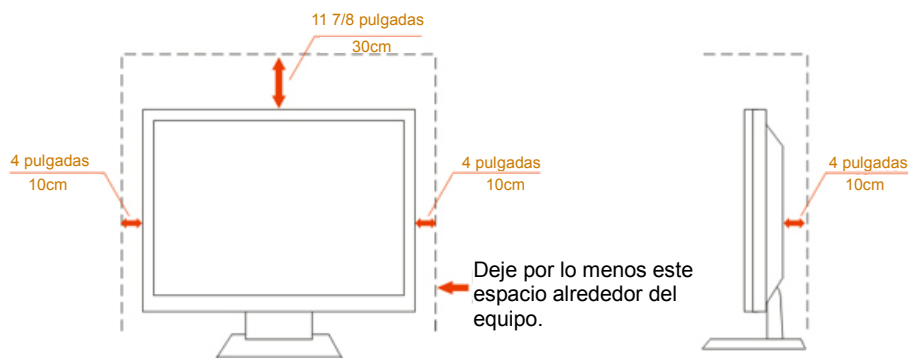 11 7/8 pulgadas
30cm
4 pulgadas
10cm
4 pulgadas
10cm
4 pulgadas
10cm
Deje por lo menos este
espacio alrededor del
equipo.